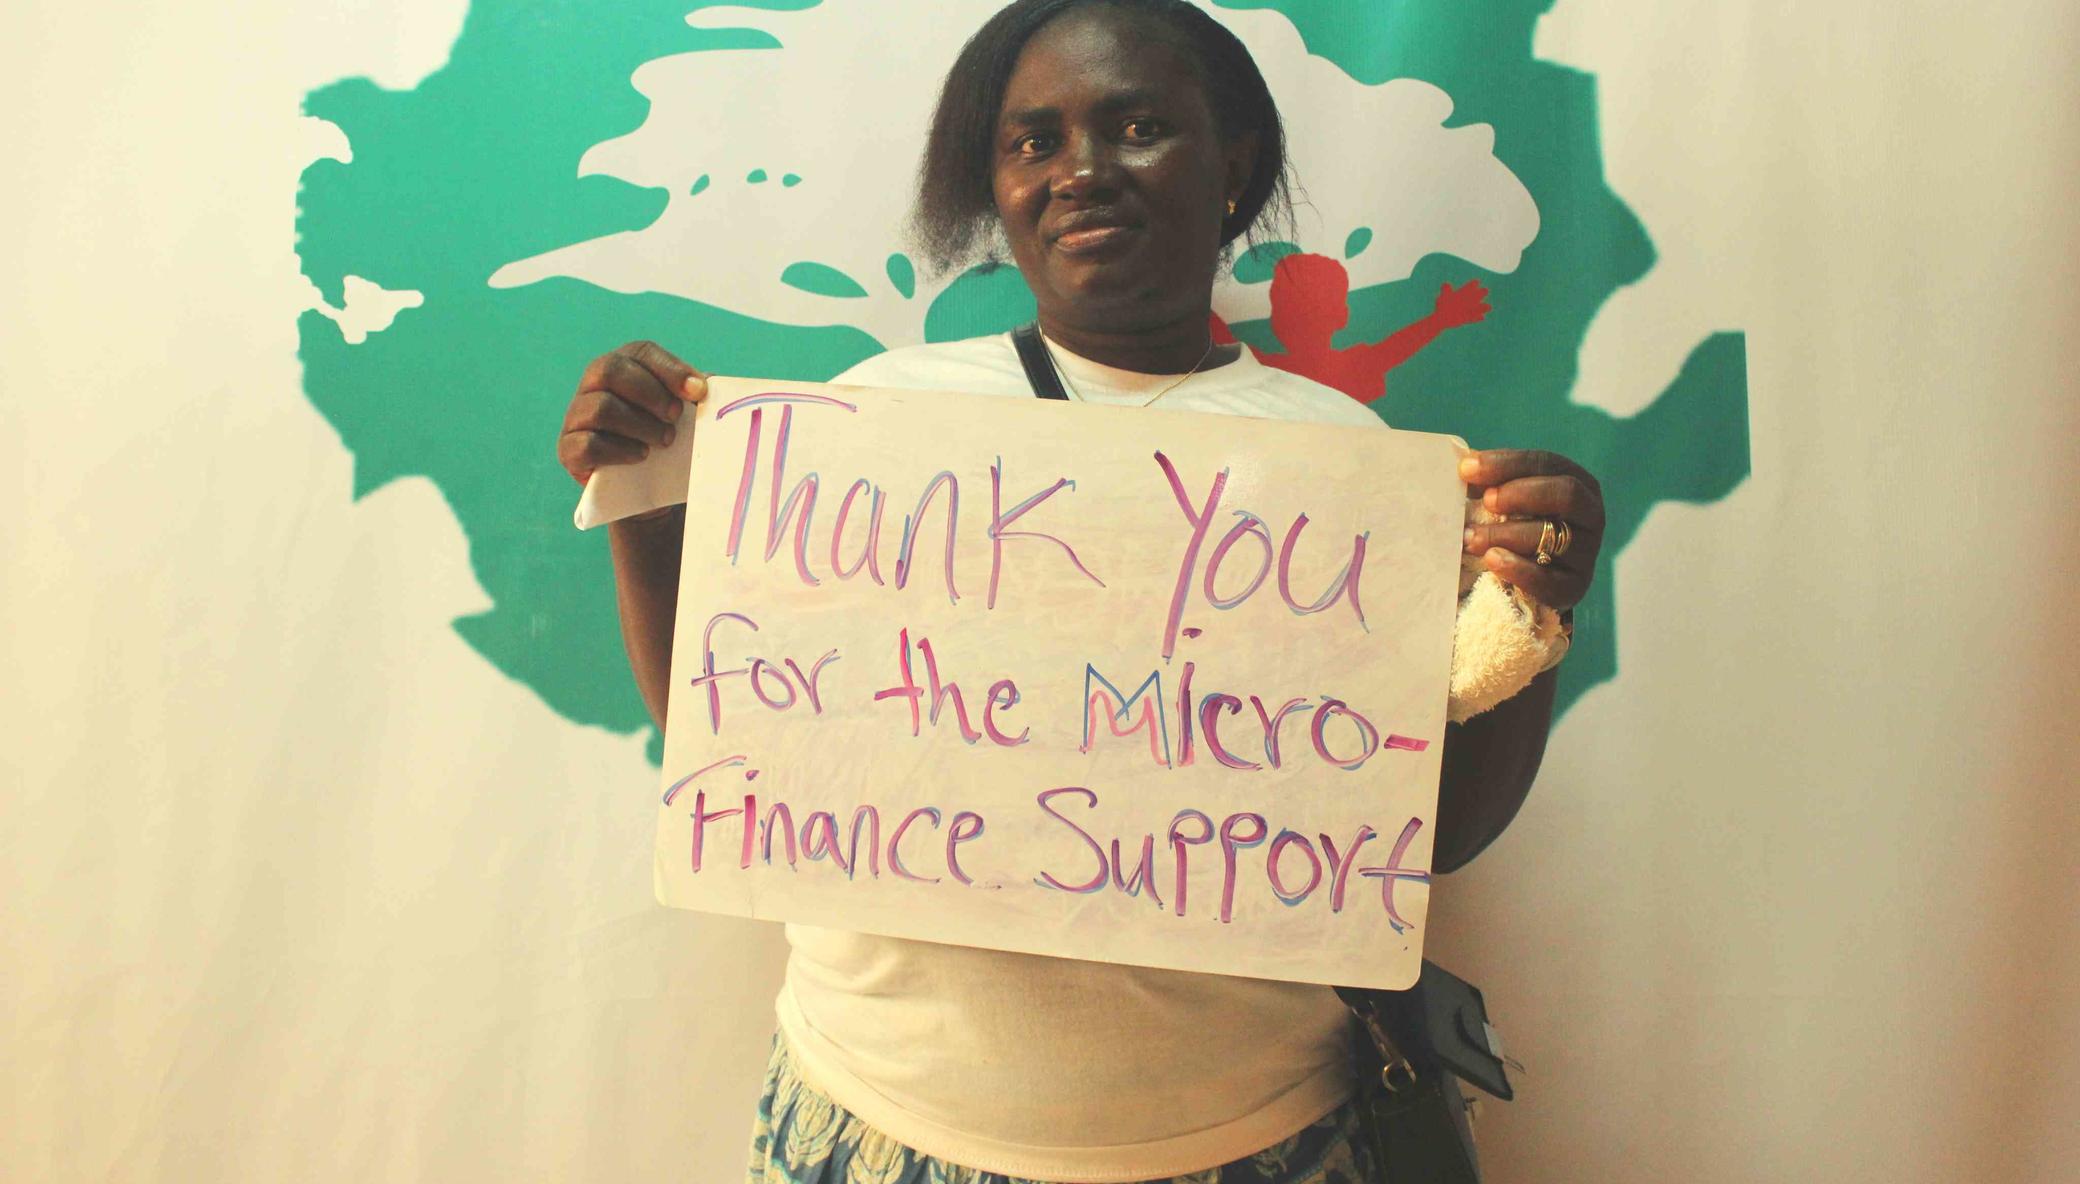 Thank You
for the Micro-
Finance Support